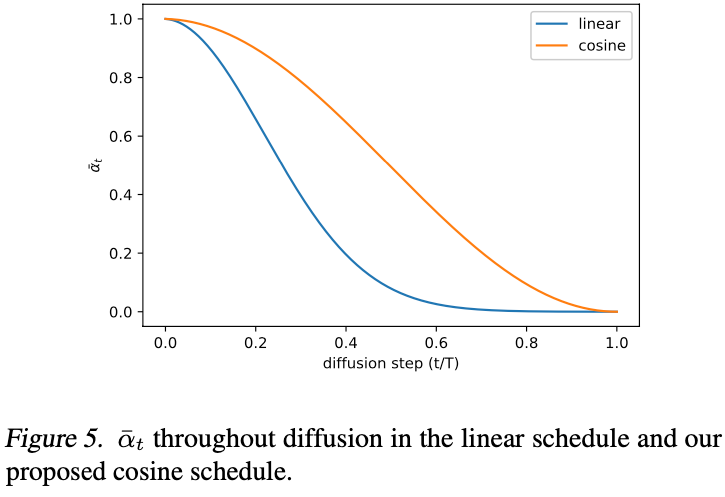 1.0
0.8
0.6
0.4
0.2
0.0
ᾱₜ
linear
cosine
0.0 0.2 0.4 0.6 0.8 1.0
diffusion step (t/T)
Figure 5. ᾱₜ throughout diffusion in the linear schedule and our
proposed cosine schedule.